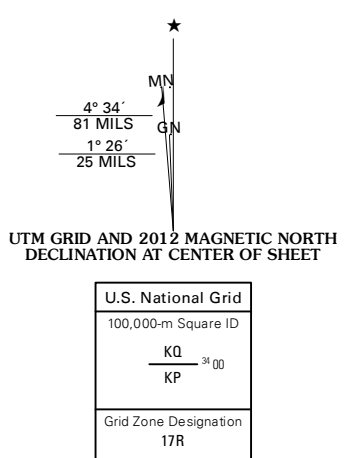 ★
MN
4° 34´
81 MILS
GN
1° 26´
25 MILS
UTM GRID AND 2012 MAGNETIC NORTH
DECLINATION AT CENTER OF SHEET
U.S. National Grid
100,000-m Square ID
KQ
34 00
KP
Grid Zone Designation
17R